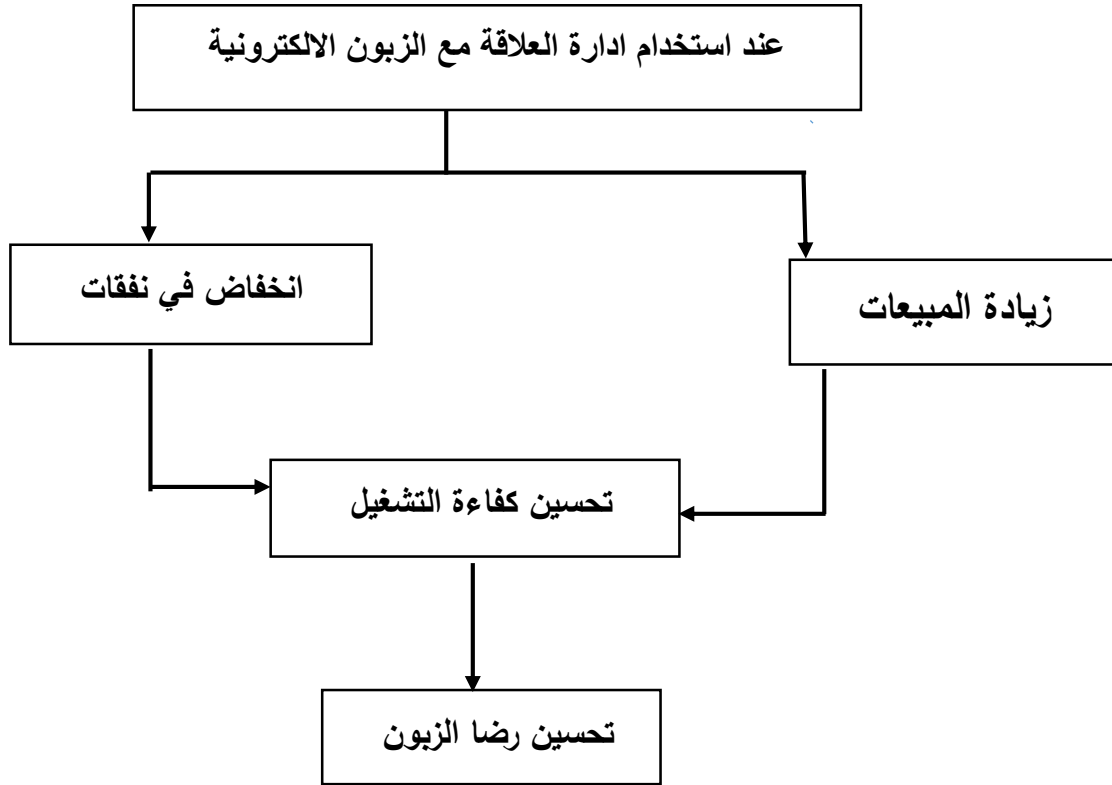 عند استخدام ادارة العلاقة مع الزبون الالكترونية
زيادة المبيعات
انخفاض في نفقات
تحسين كفاءة التشغيل
تحسين رضا الزبون